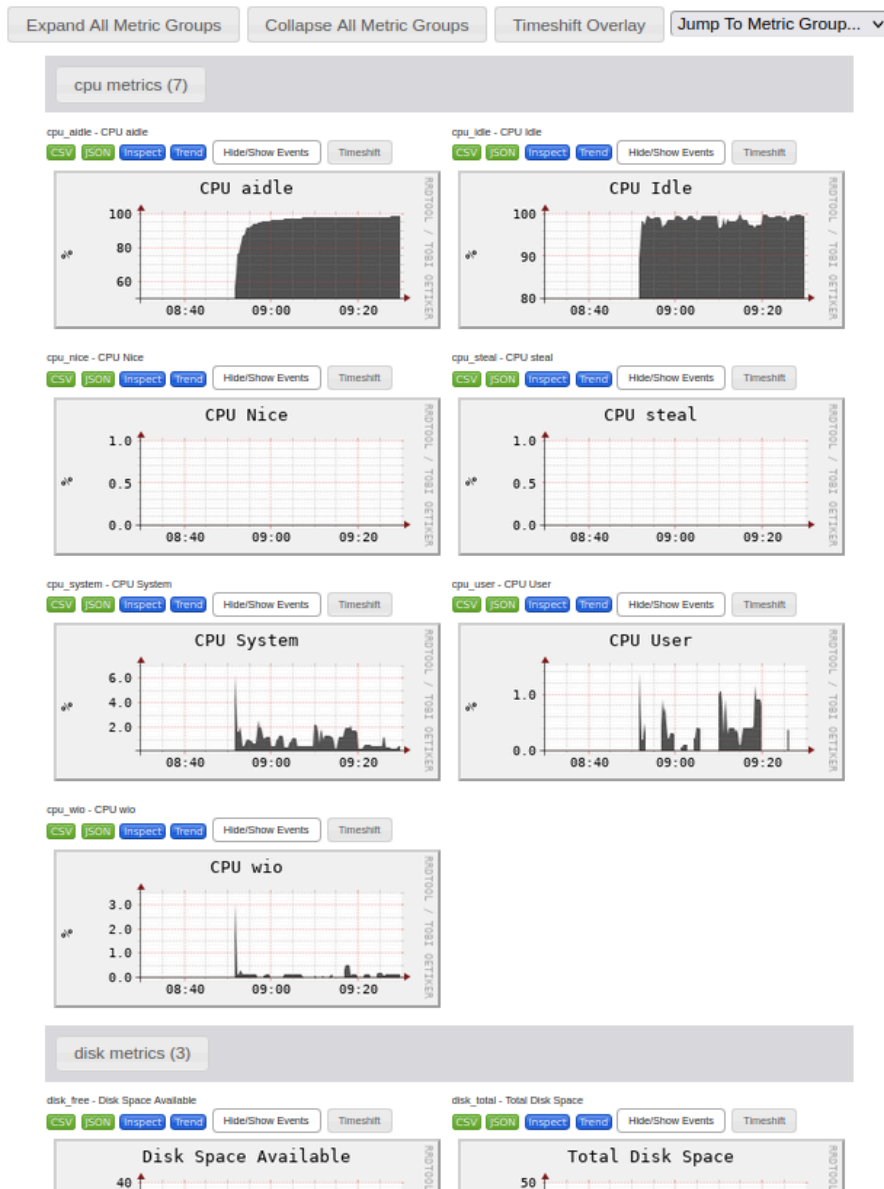 Expand All Metric Groups Collapse All Metric Groups Timeshift Overlay Jump To Metric Group...
cpu metrics (7)
cpu_aidle - CPU aidle
CSV JSON Inspect Trend Hide/Show Events Timeshift
CPU aidle
100
80
60
%
08:40 09:00 09:20
RRDTOOL / TOBI OETIKER
cpu_idle - CPU Idle
CSV JSON Inspect Trend Hide/Show Events Timeshift
CPU Idle
100
90
80
%
08:40 09:00 09:20
RRDTOOL / TOBI OETIKER
cpu_nice - CPU Nice
CSV JSON Inspect Trend Hide/Show Events Timeshift
CPU Nice
1.0
0.5
0.0
%
08:40 09:00 09:20
RRDTOOL / TOBI OETIKER
cpu_steal - CPU steal
CSV JSON Inspect Trend Hide/Show Events Timeshift
CPU steal
1.0
0.5
0.0
%
08:40 09:00 09:20
RRDTOOL / TOBI OETIKER
cpu_system - CPU System
CSV JSON Inspect Trend Hide/Show Events Timeshift
CPU System
6.0
4.0
2.0
%
08:40 09:00 09:20
RRDTOOL / TOBI OETIKER
cpu_user - CPU User
CSV JSON Inspect Trend Hide/Show Events Timeshift
CPU User
1.0
0.0
%
08:40 09:00 09:20
RRDTOOL / TOBI OETIKER
cpu_wio - CPU wio
CSV JSON Inspect Trend Hide/Show Events Timeshift
CPU wio
3.0
2.0
1.0
0.0
%
08:40 09:00 09:20
RRDTOOL / TOBI OETIKER
disk metrics (3)
disk_free - Disk Space Available
CSV JSON Inspect Trend Hide/Show Events Timeshift
Disk Space Available
40
RRDTOOL
disk_total - Total Disk Space
CSV JSON Inspect Trend Hide/Show Events Timeshift
Total Disk Space
50
RRDTOOL